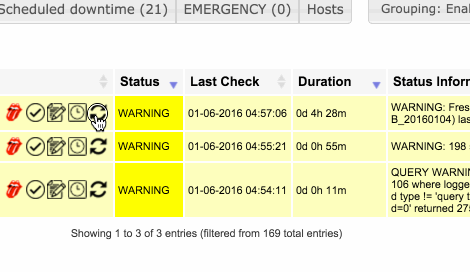 Scheduled downtime (21) EMERGENCY (0) Hosts Grouping: Enal
Status Last Check Duration Status Inforr
WARNING 01-06-2016 04:57:06 0d 4h 28m WARNING: Fres
B_20160104) las
WARNING 01-06-2016 04:55:21 0d 0h 55m WARNING: 198 s
WARNING 01-06-2016 04:54:11 0d 0h 11m QUERY WARNIN
106 where logge
d type != 'query t
d=0' returned 275
Showing 1 to 3 of 3 entries (filtered from 169 total entries)